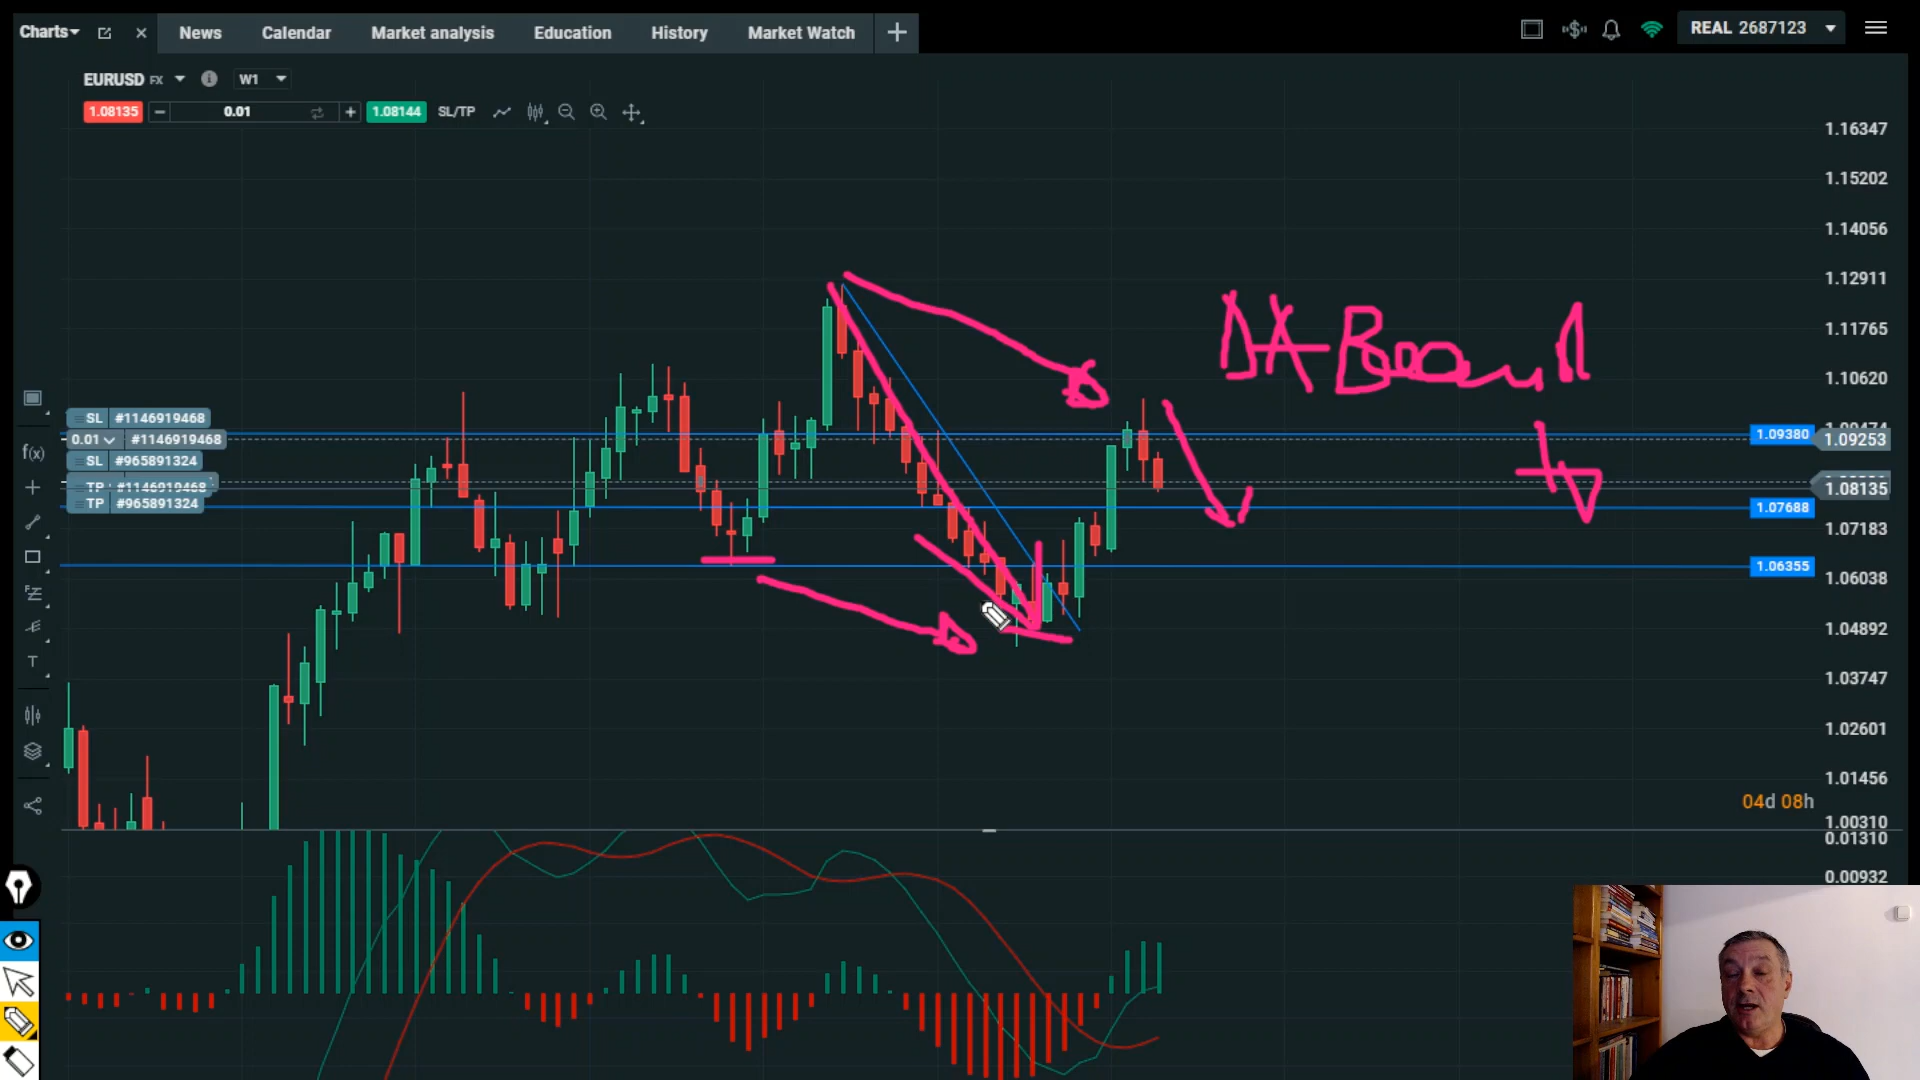 Charts News Calendar Market analysis Education History Market Watch REAL 2687123
EURUSD FX W1
1.08135 0.01 1.08144 SL/TP
1.16347
1.15202
1.14056
1.12911
1.11765
1.10620
SL #1146919468
0.01 #1146919468
1.09380
1.09253
SL #965891324
TP #1146919468
1.08135
TP #965891324
1.07688
1.07183
1.06355
1.06038
1.04892
1.03747
1.02601
1.01456
04d 08h
1.00310
0.01310
0.00932
f(x)
T